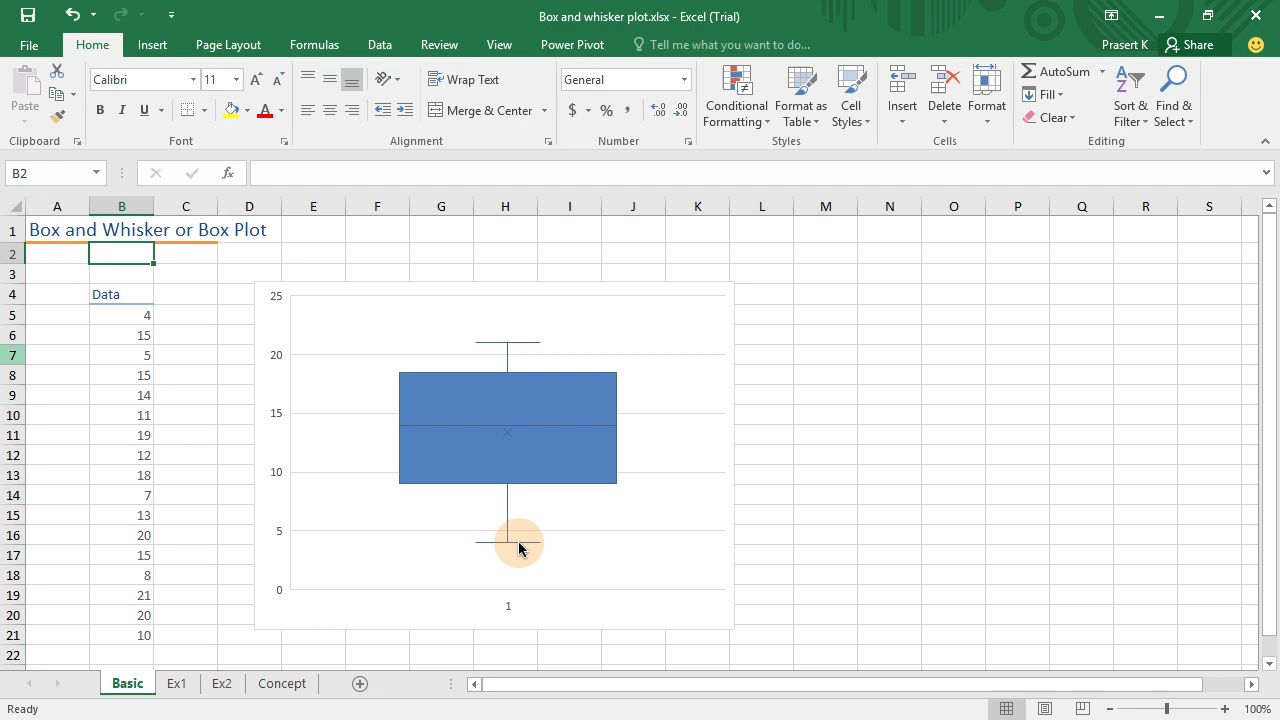 Box and whisker plot.xlsx - Excel (Trial)
File Home Insert Page Layout Formulas Data Review View Power Pivot Tell me what you want to do... Prasert K Share
Paste
Clipboard
Calibri 11
B I U
Font
Wrap Text
Merge & Center
Alignment
General
$ % ,
Number
Conditional Formatting
Format as Table
Cell Styles
Styles
Insert Delete Format
Cells
AutoSum
Fill
Clear
Sort & Filter
Find & Select
Editing
B2 fx
A B C D E F G H I J K L M N O P Q R S
1 Box and Whisker or Box Plot
2
3
4 Data
5 4
6 15
7 5
8 15
9 14
10 11
11 19
12 12
13 18
14 7
15 13
16 20
17 15
18 8
19 21
20 20
21 10
22
25
20
15
10
5
0
1
Basic Ex1 Ex2 Concept
Ready 100%